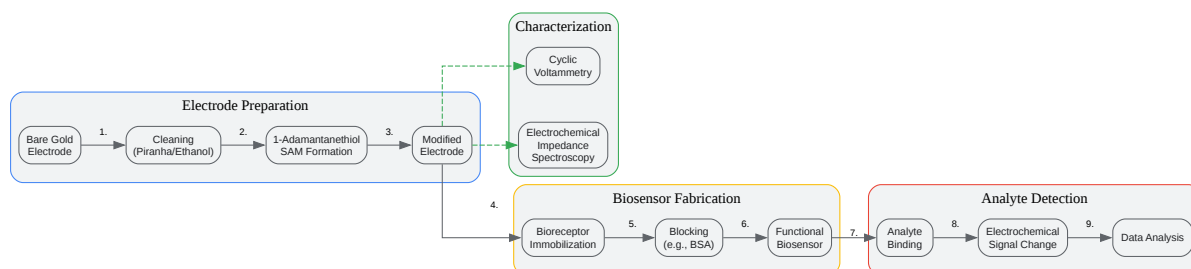 Characterization
Cyclic
Voltammetry
Electrochemical
Impedance
Spectroscopy
Electrode Preparation
Bare Gold
Electrode
1.
Cleaning
(Piranha/Ethanol)
2.
1-Adamantanethiol
SAM Formation
3.
Modified
Electrode
4.
Biosensor Fabrication
Bioreceptor
Immobilization
5.
Blocking
(e.g., BSA)
6.
Functional
Biosensor
7.
Analyte Detection
Analyte
Binding
8.
Electrochemical
Signal Change
9.
Data Analysis